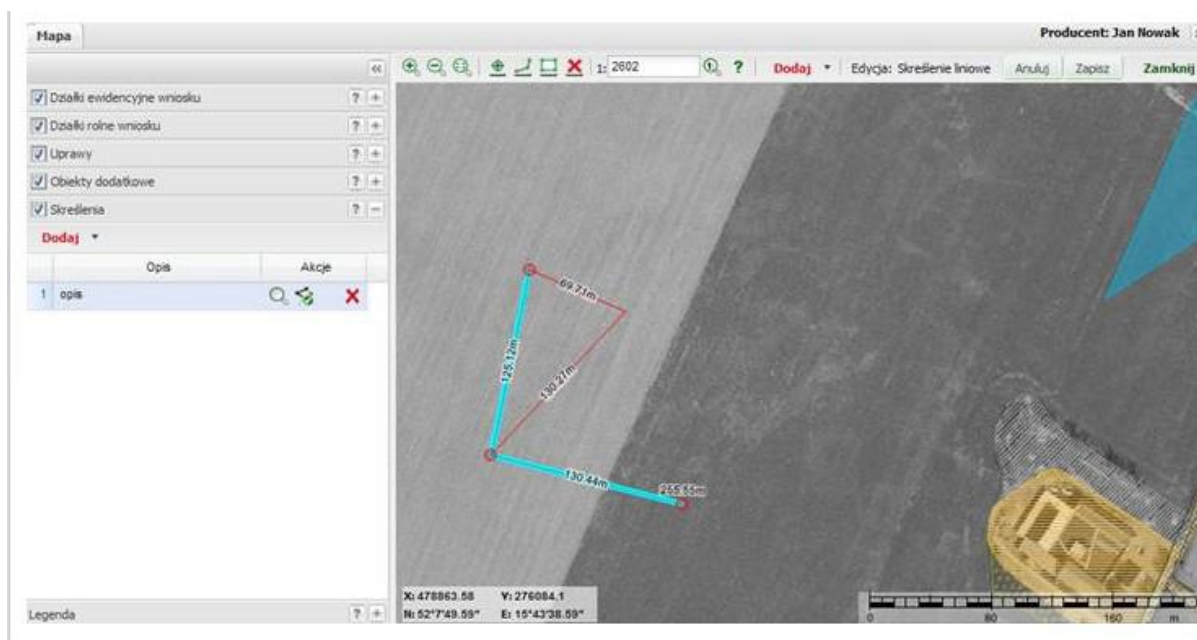 Mapa
Producent: Jan Nowak
1: 2602 ? Dodaj Edycja: Skreślenie liniowe Anuluj Zapisz Zamknij
Działki ewidencyjne wniosku ? +
Działki rolne wniosku ? +
Uprawy ? +
Obiekty dodatkowe ? +
Skreślenia ? −
Dodaj
Opis Akcje
1 opis
69.73m
125.12m
130.27m
130.44m
255.55m
X: 478863.58 Y: 276084.1
N: 52°7'49.59" E: 15°43'38.59"
0 80 160 m
Legenda ? +